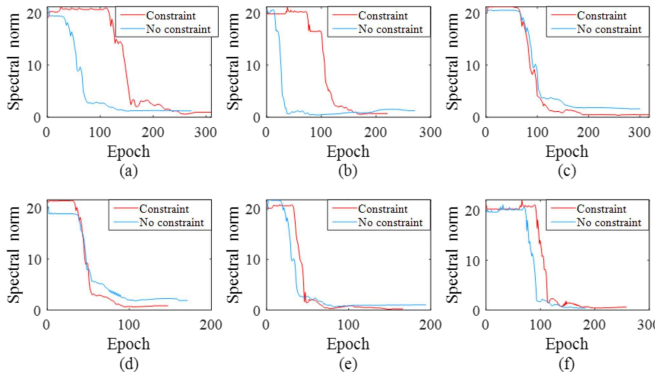 20
10
0
0 100 200 300
Spectral norm
Epoch
Constraint
No constraint
(a)
20
10
0
0 100 200 300
Spectral norm
Epoch
Constraint
No constraint
(b)
20
10
0
0 100 200 300
Spectral norm
Epoch
Constraint
No constraint
(c)
20
10
0
0 100 200
Spectral norm
Epoch
Constraint
No constraint
(d)
20
10
0
0 100 200
Spectral norm
Epoch
Constraint
No constraint
(e)
20
10
0
0 100 200 300
Spectral norm
Epoch
Constraint
No constraint
(f)